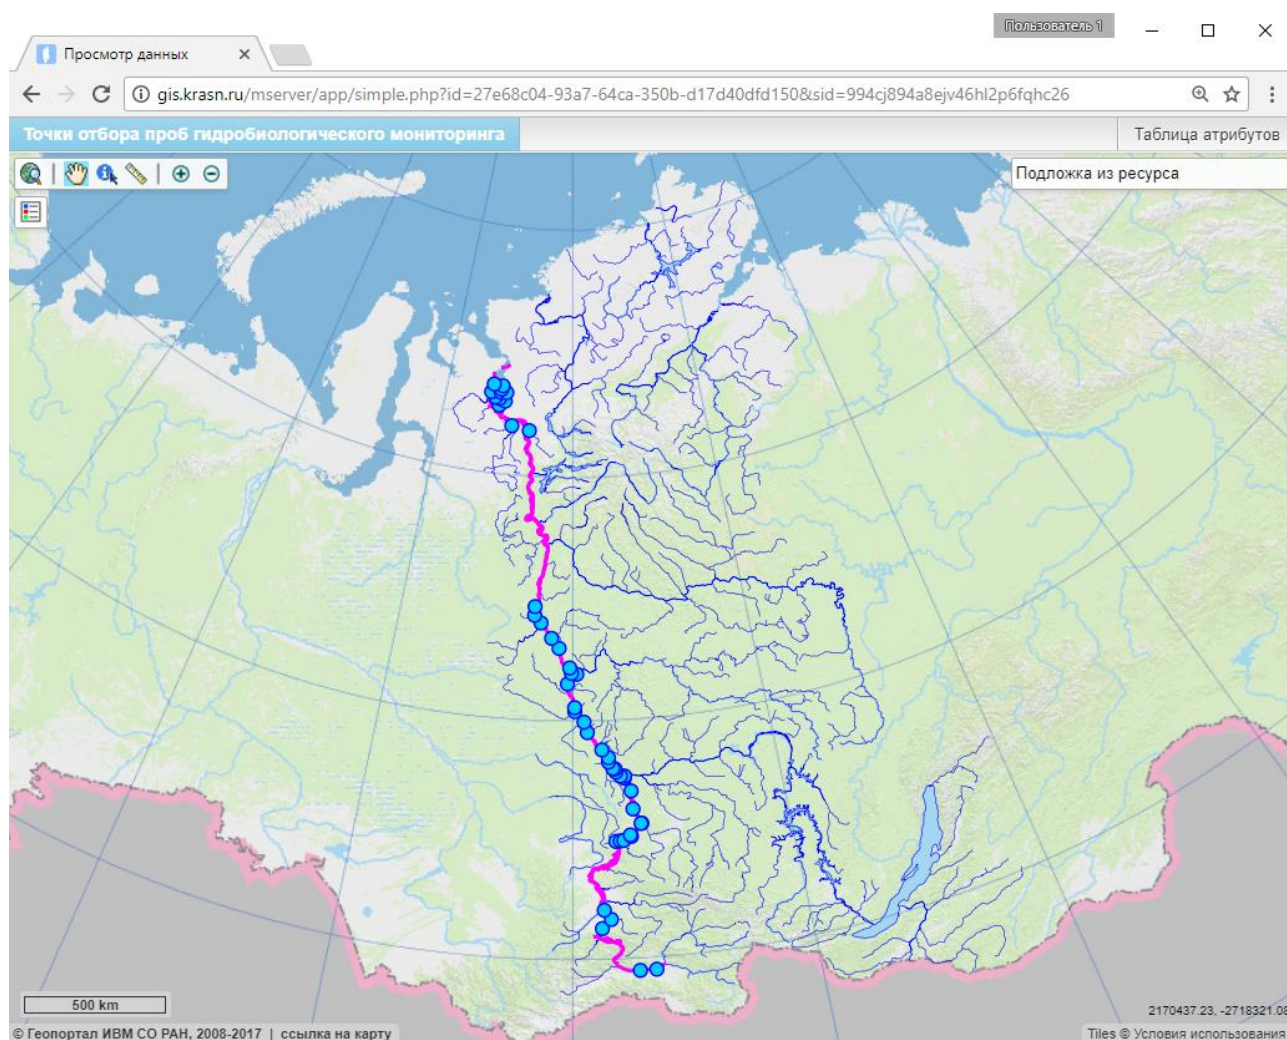 Пользователь 1
Просмотр данных
gis.krasn.ru/mserver/app/simple.php?id=27e68c04-93a7-64ca-350b-d17d40dfd150&sid=994cj894a8ejv46hl2p6fqhc26
Точки отбора проб гидробиологического мониторинга
Таблица атрибутов
Подложка из ресурса
500 km
2170437.23, -2718321.08
© Геопортал ИВМ СО РАН, 2008-2017 | ссылка на карту
Tiles © Условия использования